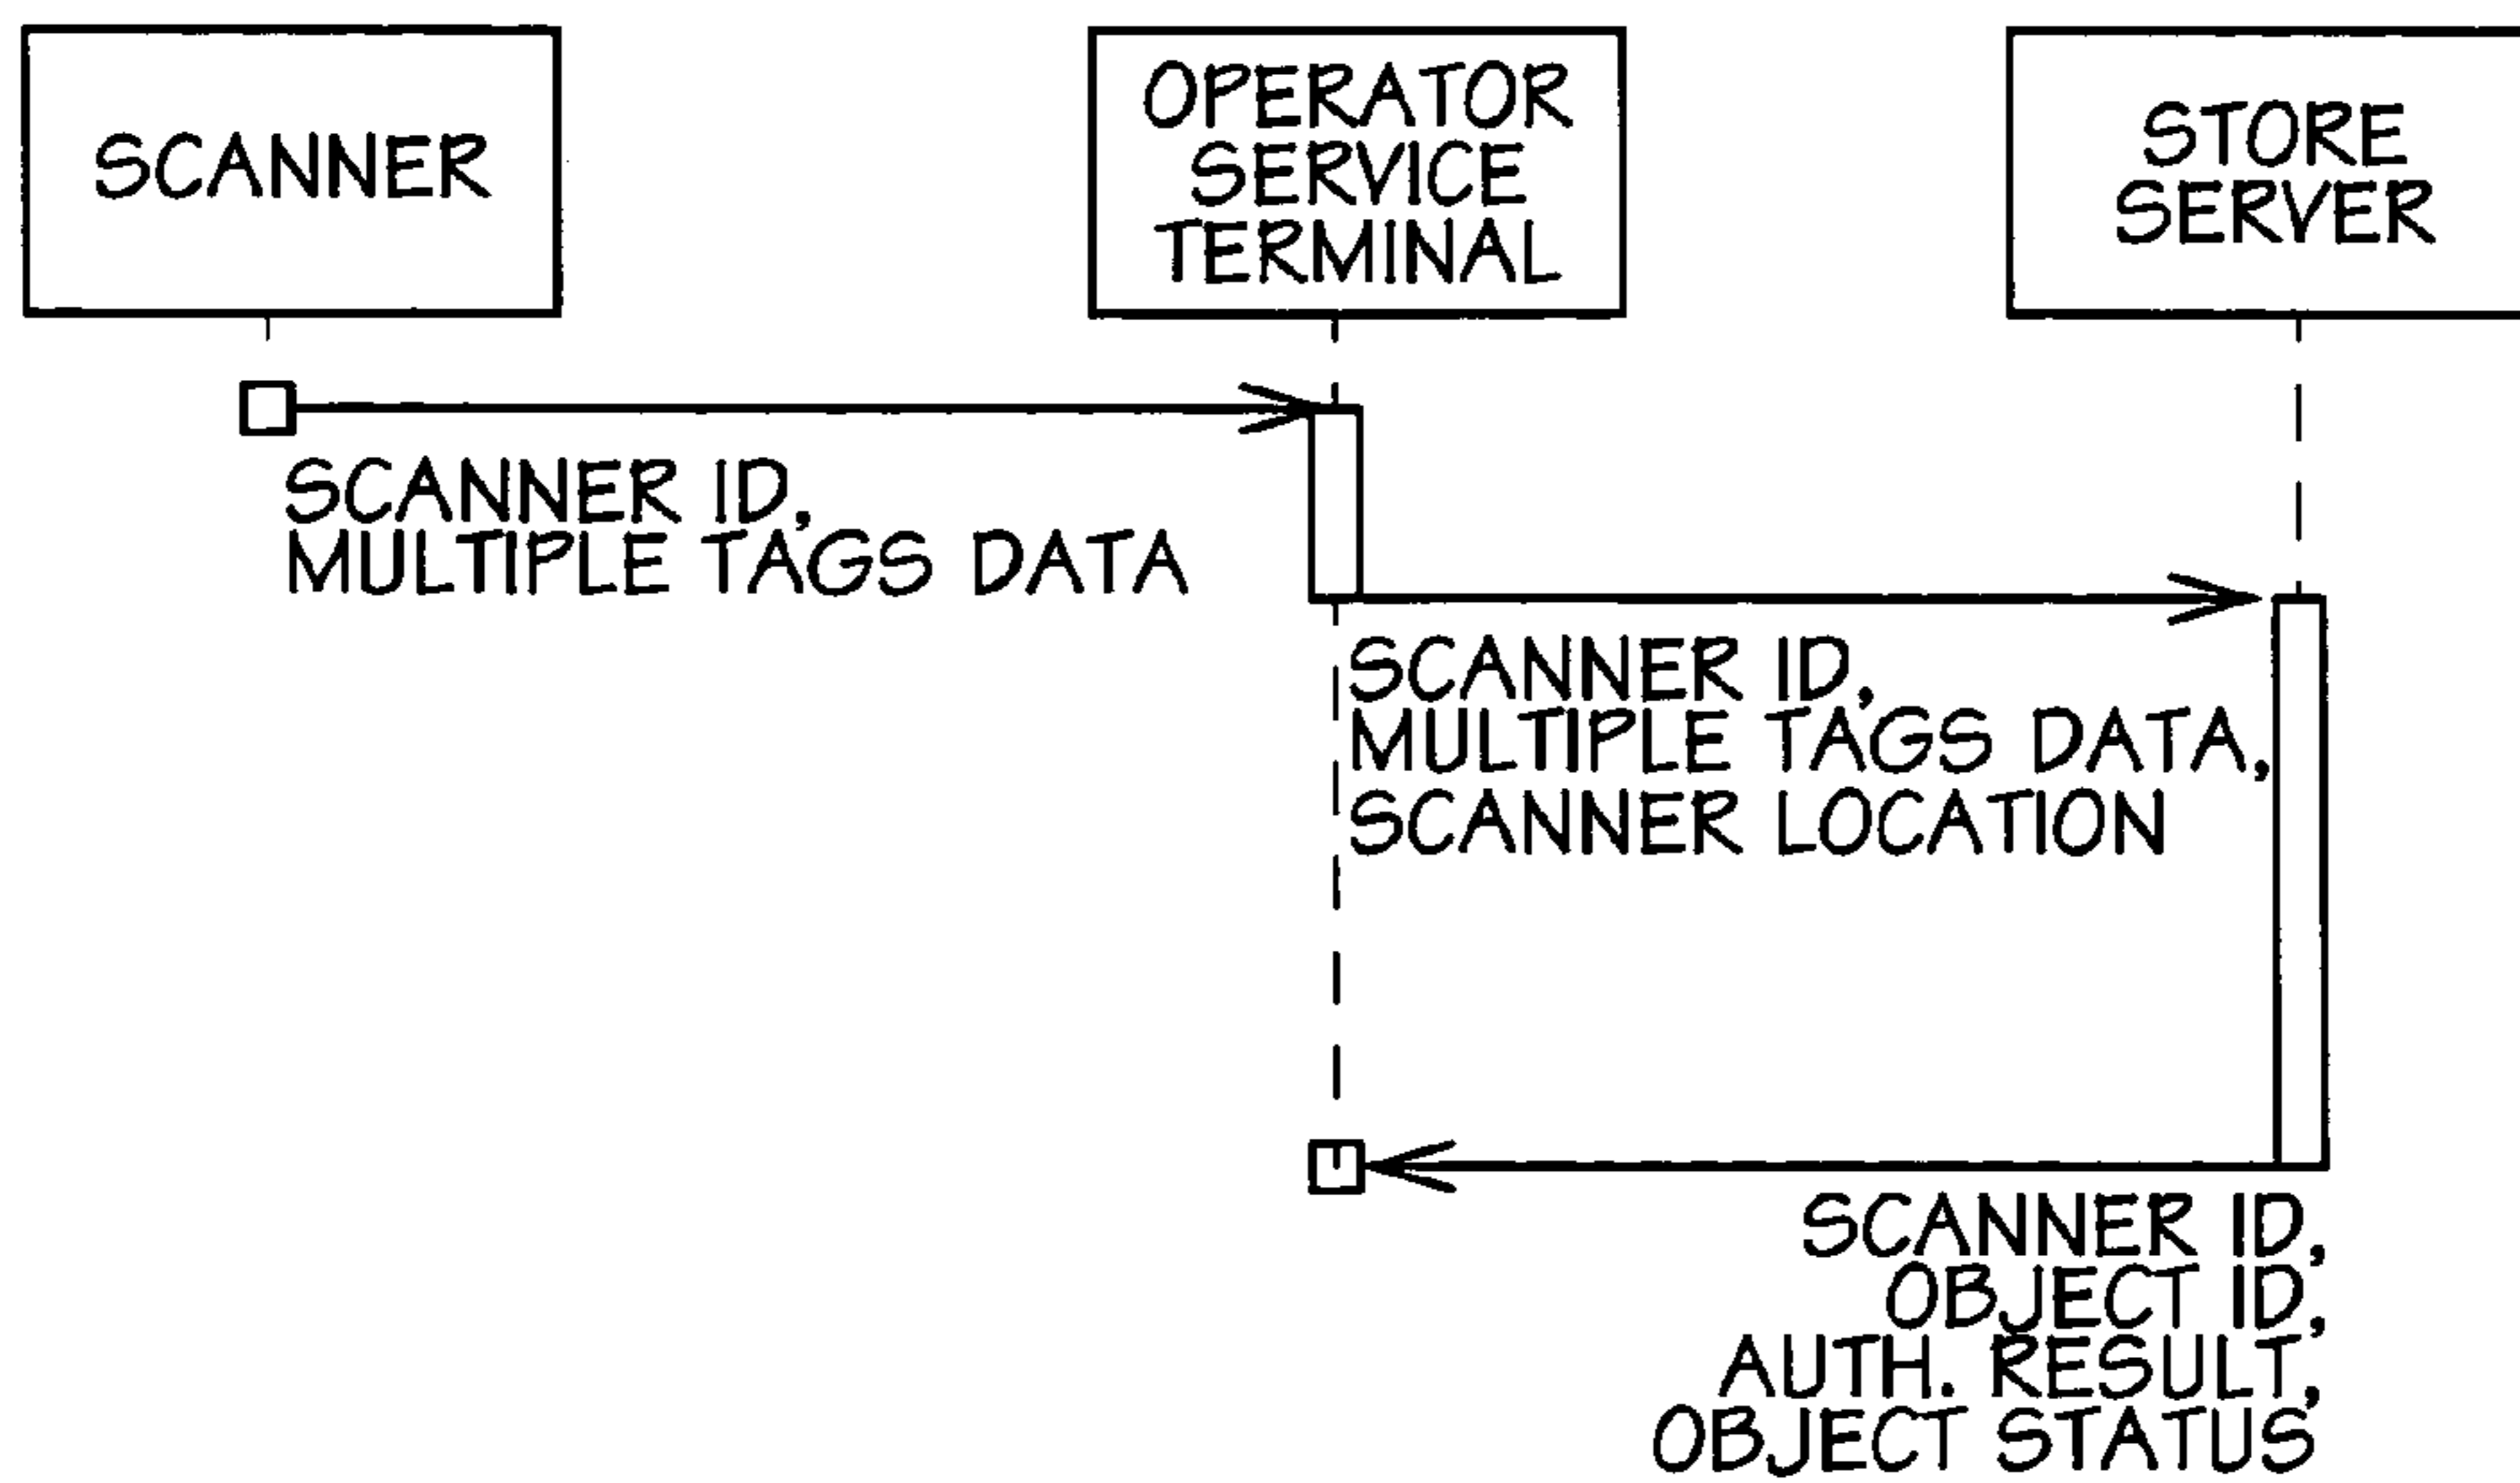 SCANNER
OPERATOR
SERVICE
TERMINAL
STORE
SERVER
SCANNER ID,
MULTIPLE TAGS DATA
SCANNER ID,
MULTIPLE TAGS DATA,
SCANNER LOCATION
SCANNER ID,
OBJECT ID,
AUTH. RESULT,
OBJECT STATUS